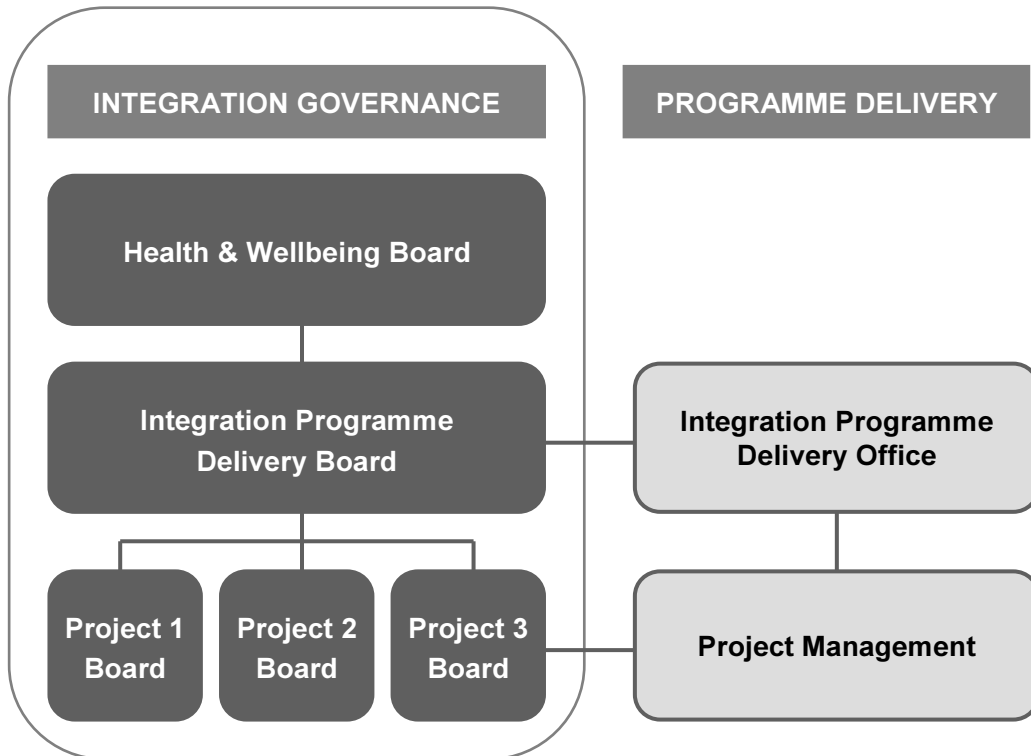 INTEGRATION GOVERNANCE
PROGRAMME DELIVERY
Health & Wellbeing Board
Integration Programme
Delivery Board
Integration Programme
Delivery Office
Project 1
Board
Project 2
Board
Project 3
Board
Project Management